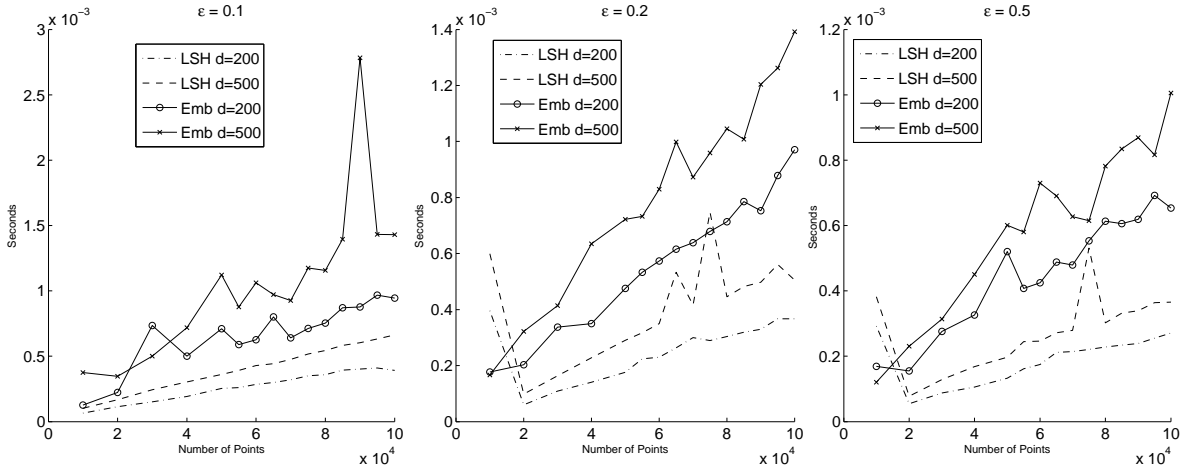 x 10⁻³
ε = 0.1
3
2.5
2
1.5
1
0.5
0
Seconds
LSH d=200
LSH d=500
Emb d=200
Emb d=500
0 2 4 6 8 10
Number of Points
x 10⁴
x 10⁻³
ε = 0.2
1.4
1.2
1
0.8
0.6
0.4
0.2
0
Seconds
LSH d=200
LSH d=500
Emb d=200
Emb d=500
0 2 4 6 8 10
Number of Points
x 10⁴
x 10⁻³
ε = 0.5
1.2
1
0.8
0.6
0.4
0.2
0
Seconds
LSH d=200
LSH d=500
Emb d=200
Emb d=500
0 2 4 6 8 10
Number of Points
x 10⁴